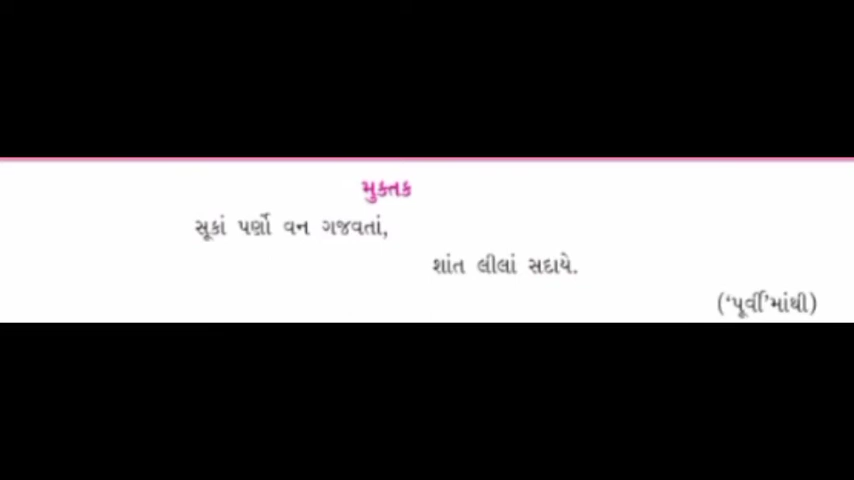 મુક્તક
સૂકાં પર્ણો વન ગજવતાં,
શાંત લીલાં સદાયે.
(‘પૂર્વી’માંથી)